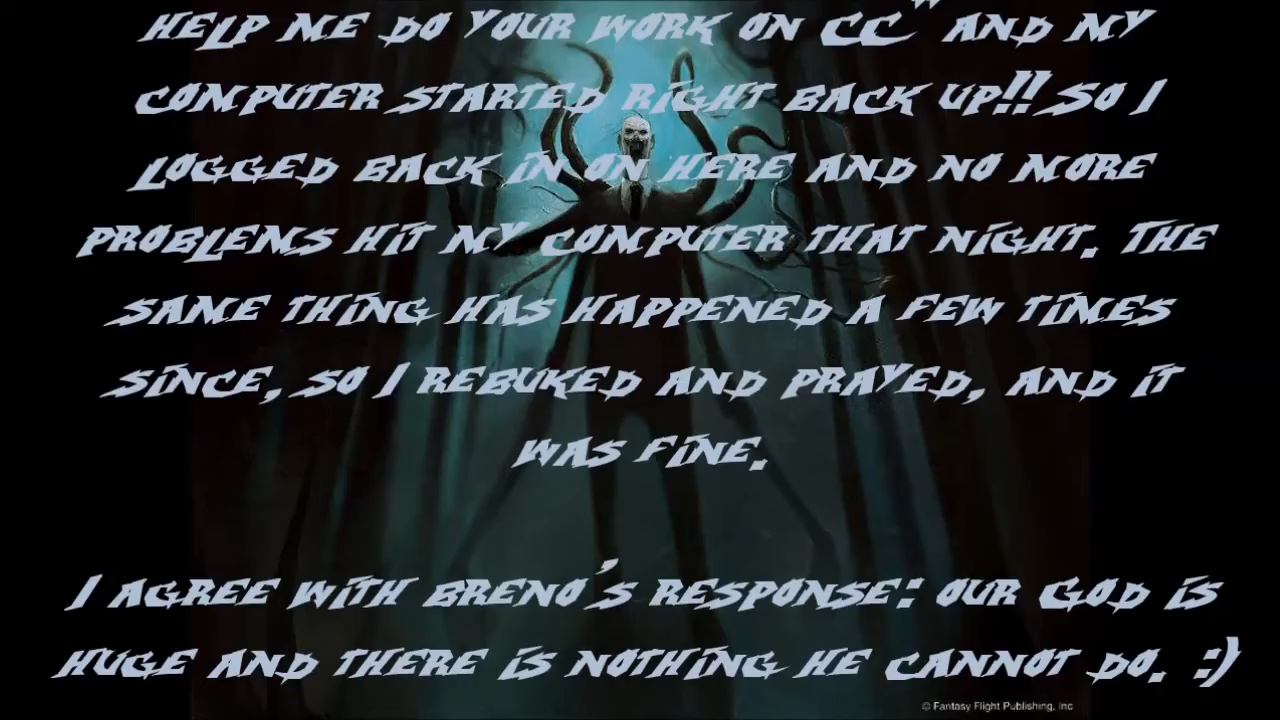 HELP ME DO YOUR WORK ON CC" AND MY
COMPUTER STARTED RIGHT BACK UP!! SO I
LOGGED BACK IN ON HERE AND NO MORE
PROBLEMS HIT MY COMPUTER THAT NIGHT. THE
SAME THING HAS HAPPENED A FEW TIMES
SINCE, SO I REBUKED AND PRAYED, AND IT
WAS FINE.
I AGREE WITH BRENO'S RESPONSE: OUR GOD IS
HUGE AND THERE IS NOTHING HE CANNOT DO. :)
© Fantasy Flight Publishing, Inc